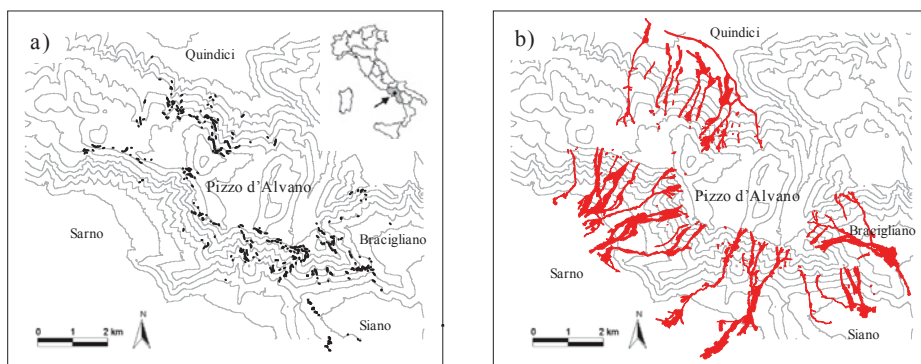 a)
Quindici
Pizzo d'Alvano
Sarno
Bracigliano
Siano
0 1 2 km
N
b)
Quindici
Pizzo d'Alvano
Bracigliano
Sarno
Siano
0 1 2 km
N